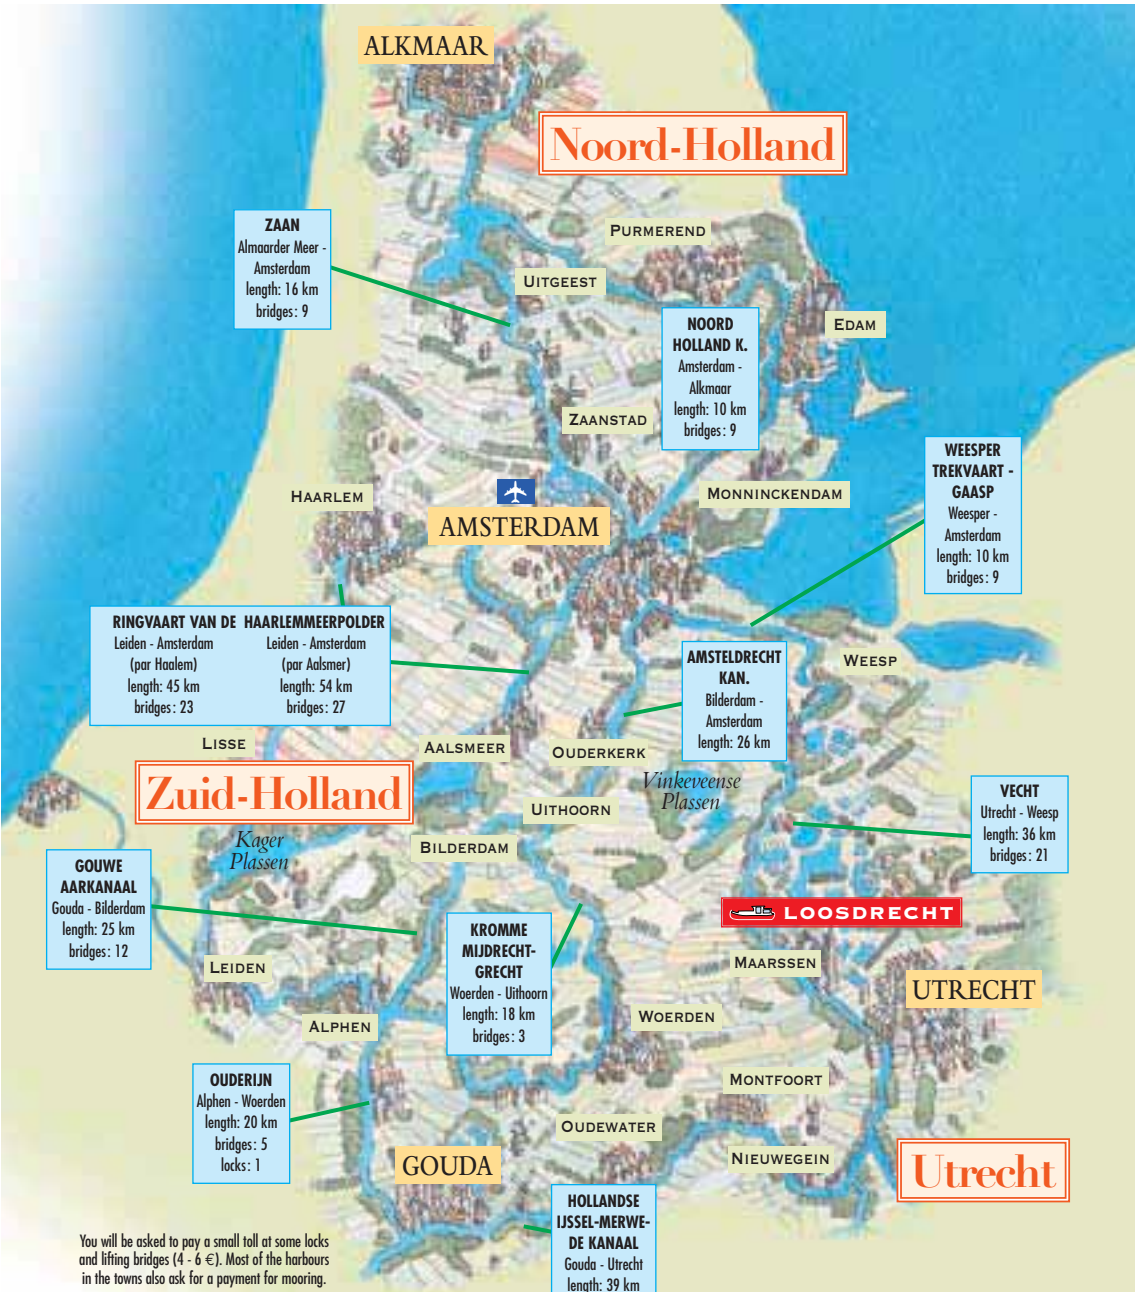 ALKMAAR
Noord-Holland
ZAAN
Almaarder Meer -
Amsterdam
length: 16 km
bridges: 9
PURMEREND
UITGEEST
NOORD
HOLLAND K.
Amsterdam -
Alkmaar
length: 10 km
bridges: 9
EDAM
ZAANSTAD
WEESPER
TREKVAART -
GAASP
Weesper -
Amsterdam
length: 10 km
bridges: 9
HAARLEM
MONNINCKENDAM
AMSTERDAM
RINGVAART VAN DE HAARLEMMEERPOLDER
Leiden - Amsterdam
(par Haalem)
length: 45 km
bridges: 23
Leiden - Amsterdam
(par Aalsmer)
length: 54 km
bridges: 27
AMSTELDRECHT
KAN.
Bilderdam -
Amsterdam
length: 26 km
WEESP
LISSE
AALSMEER
OUDERKERK
Zuid-Holland
Vinkeveense
Plassen
UITHOORN
VECHT
Utrecht - Weesp
length: 36 km
bridges: 21
Kager
Plassen
BILDERDAM
GOUWE
AARKANAAL
Gouda - Bilderdam
length: 25 km
bridges: 12
KROMME
MIJDRECHT-
GRECHT
Woerden - Uithoorn
length: 18 km
bridges: 3
LOOSDRECHT
LEIDEN
MAARSSEN
UTRECHT
ALPHEN
WOERDEN
OUDERIJN
Alphen - Woerden
length: 20 km
bridges: 5
locks: 1
MONTFOORT
OUDEWATER
GOUDA
NIEUWEGEIN
Utrecht
HOLLANDSE
IJSSEL-MERWE-
DE KANAAL
Gouda - Utrecht
length: 39 km
You will be asked to pay a small toll at some locks
and lifting bridges (4 - 6 €). Most of the harbours
in the towns also ask for a payment for mooring.